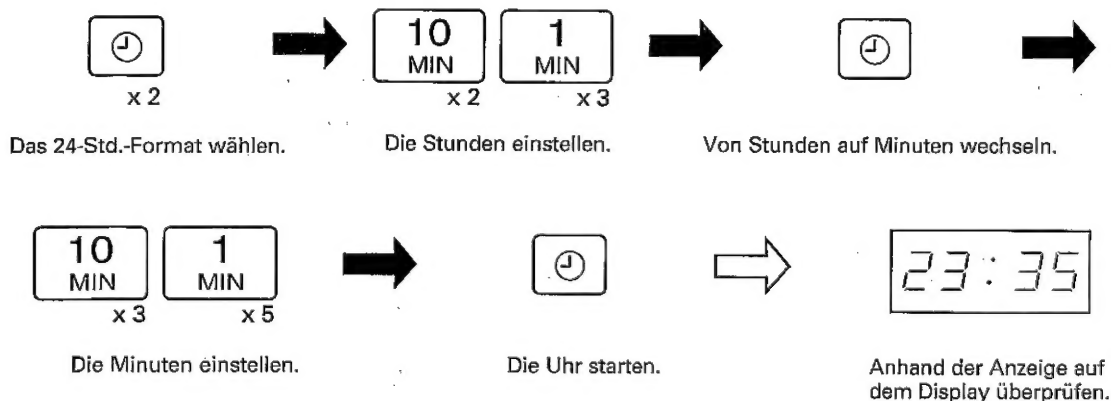 10 1
MIN MIN
x 2 x 2 x 3
Das 24-Std.-Format wählen. Die Stunden einstellen. Von Stunden auf Minuten wechseln.
10 1
MIN MIN
x 3 x 5
23:35
Die Minuten einstellen. Die Uhr starten. Anhand der Anzeige auf
dem Display überprüfen.